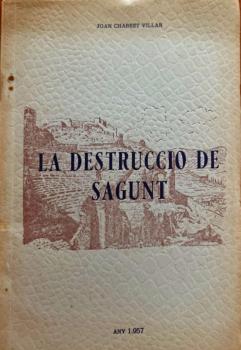 JOAN CHABRET VILLAR
LA DESTRUCCIO DE
SAGUNT
ANY 1.957